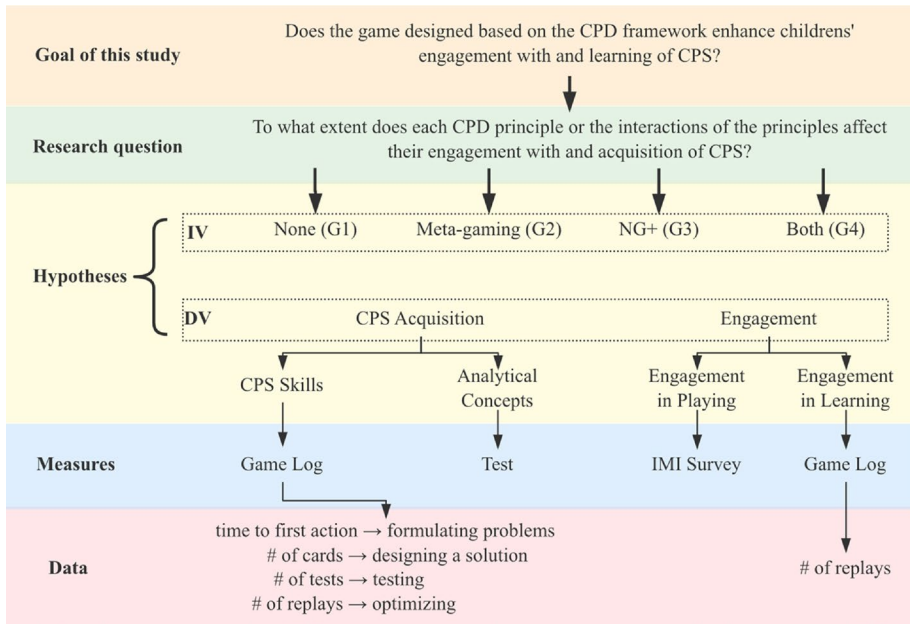 Goal of this study
Does the game designed based on the CPD framework enhance childrens'
engagement with and learning of CPS?
Research question
To what extent does each CPD principle or the interactions of the principles affect
their engagement with and acquisition of CPS?
Hypotheses
IV None (G1) Meta-gaming (G2) NG+ (G3) Both (G4)
DV CPS Acquisition Engagement
CPS Skills
Analytical
Concepts
Engagement
in Playing
Engagement
in Learning
Measures
Game Log Test IMI Survey Game Log
Data
time to first action → formulating problems
# of cards → designing a solution
# of tests → testing
# of replays → optimizing
# of replays